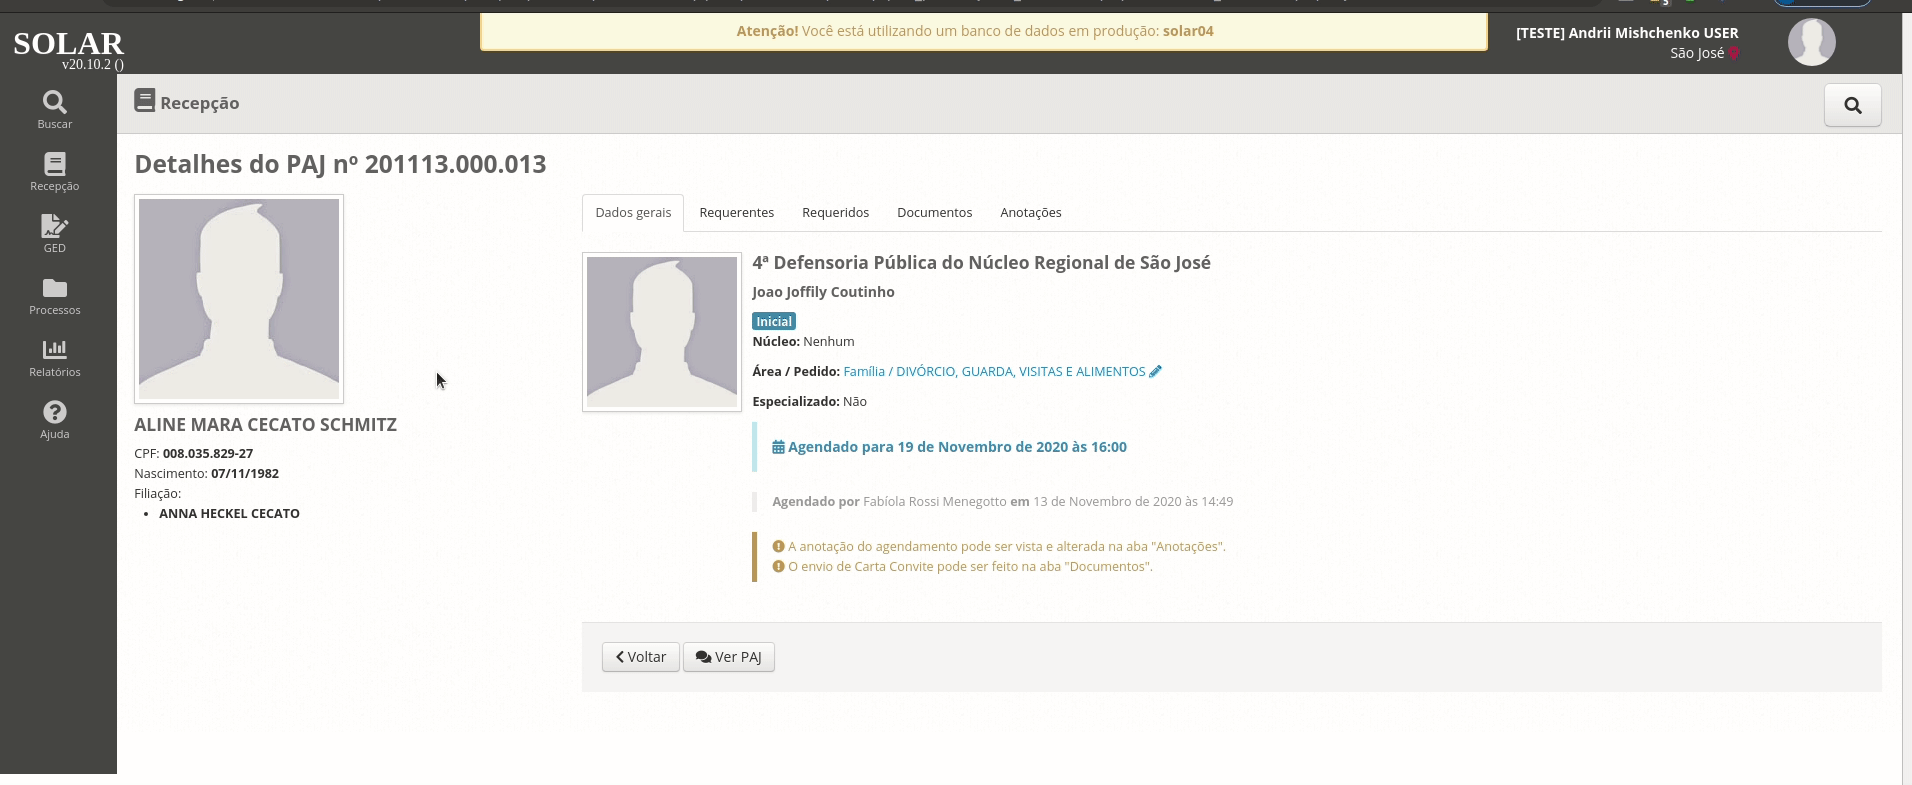 Atenção! Você está utilizando um banco de dados em produção: solar04
SOLAR
v20.10.2 ()
[TESTE] Andrii Mishchenko USER
São José
Buscar
Recepção
GED
Processos
Relatórios
Ajuda
Recepção
Detalhes do PAJ nº 201113.000.013
ALINE MARA CECATO SCHMITZ
CPF: 008.035.829-27
Nascimento: 07/11/1982
Filiação:
• ANNA HECKEL CECATO
Dados gerais Requerentes Requeridos Documentos Anotações
4ª Defensoria Pública do Núcleo Regional de São José
Joao Joffily Coutinho
Inicial
Núcleo: Nenhum
Área / Pedido: Família / DIVÓRCIO, GUARDA, VISITAS E ALIMENTOS
Especializado: Não
Agendado para 19 de Novembro de 2020 às 16:00
Agendado por Fabíola Rossi Menegotto em 13 de Novembro de 2020 às 14:49
A anotação do agendamento pode ser vista e alterada na aba "Anotações".
O envio de Carta Convite pode ser feito na aba "Documentos".
Voltar Ver PAJ